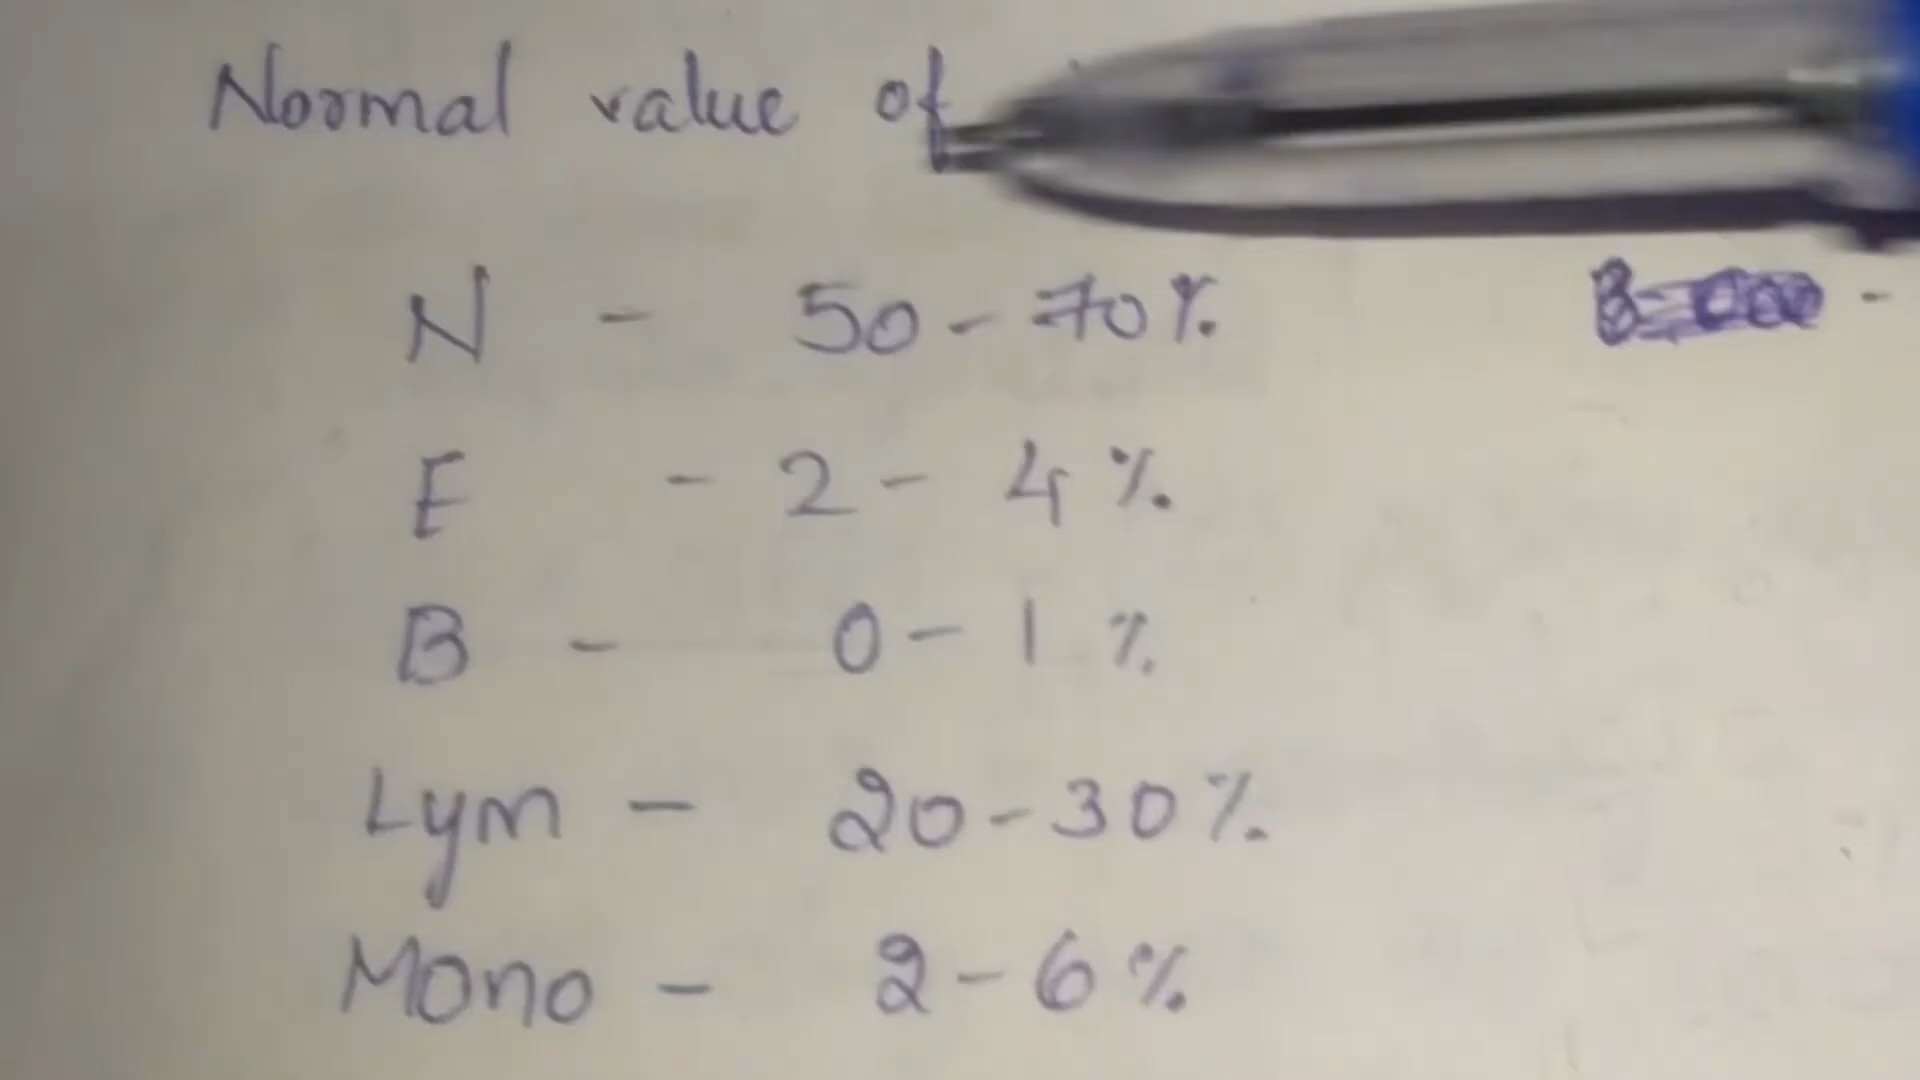 Normal value of
N - 50 - 70%
E - 2 - 4 %
B - 0 - 1 %
Lym - 20 - 30%
Mono - 2 - 6 %